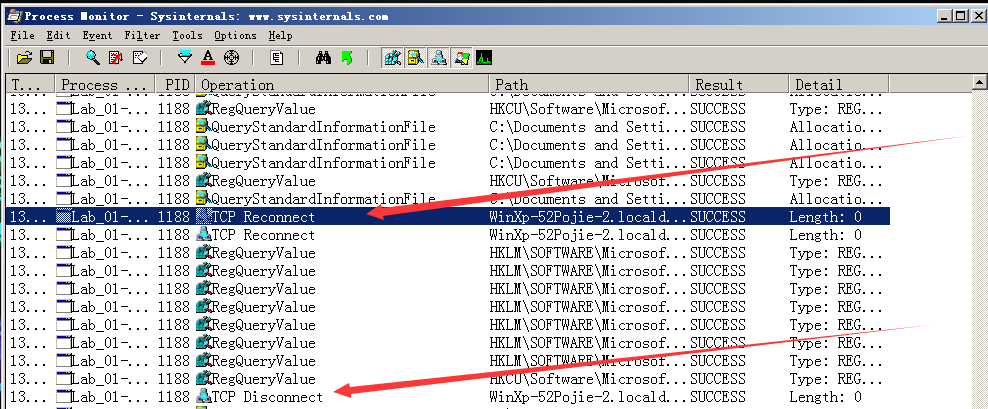 Process Monitor - Sysinternals: www.sysinternals.com
File Edit Event Filter Tools Options Help
T... Process ... PID Operation Path Result Detail
QueryStandardInformationFile
13... Lab_01-... 1188 RegQueryValue HKCU\Software\Microsof... SUCCESS Type: REG...
13... Lab_01-... 1188 QueryStandardInformationFile C:\Documents and Setti... SUCCESS Allocatio...
13... Lab_01-... 1188 QueryStandardInformationFile C:\Documents and Setti... SUCCESS Allocatio...
13... Lab_01-... 1188 QueryStandardInformationFile C:\Documents and Setti... SUCCESS Allocatio...
13... Lab_01-... 1188 RegQueryValue HKCU\Software\Microsof... SUCCESS Type: REG...
13... Lab_01-... 1188 QueryStandardInformationFile C:\Documents and Setti... SUCCESS Allocatio...
13... Lab_01-... 1188 TCP Reconnect WinXp-52Pojie-2.locald... SUCCESS Length: 0
13... Lab_01-... 1188 TCP Reconnect WinXp-52Pojie-2.locald... SUCCESS Length: 0
13... Lab_01-... 1188 RegQueryValue HKLM\SOFTWARE\Microsof... SUCCESS Type: REG...
13... Lab_01-... 1188 RegQueryValue HKLM\SOFTWARE\Microsof... SUCCESS Type: REG...
13... Lab_01-... 1188 RegQueryValue HKLM\SOFTWARE\Microsof... SUCCESS Type: REG...
13... Lab_01-... 1188 RegQueryValue HKLM\SOFTWARE\Microsof... SUCCESS Type: REG...
13... Lab_01-... 1188 RegQueryValue HKLM\SOFTWARE\Microsof... SUCCESS Type: REG...
13... Lab_01-... 1188 RegQueryValue HKLM\SOFTWARE\Microsof... SUCCESS Type: REG...
13... Lab_01-... 1188 RegQueryValue HKLM\SOFTWARE\Microsof... SUCCESS Type: REG...
13... Lab_01-... 1188 RegQueryValue HKCU\Software\Microsof... SUCCESS Type: REG...
13... Lab_01-... 1188 TCP Disconnect WinXp-52Pojie-2.locald... SUCCESS Length: 0